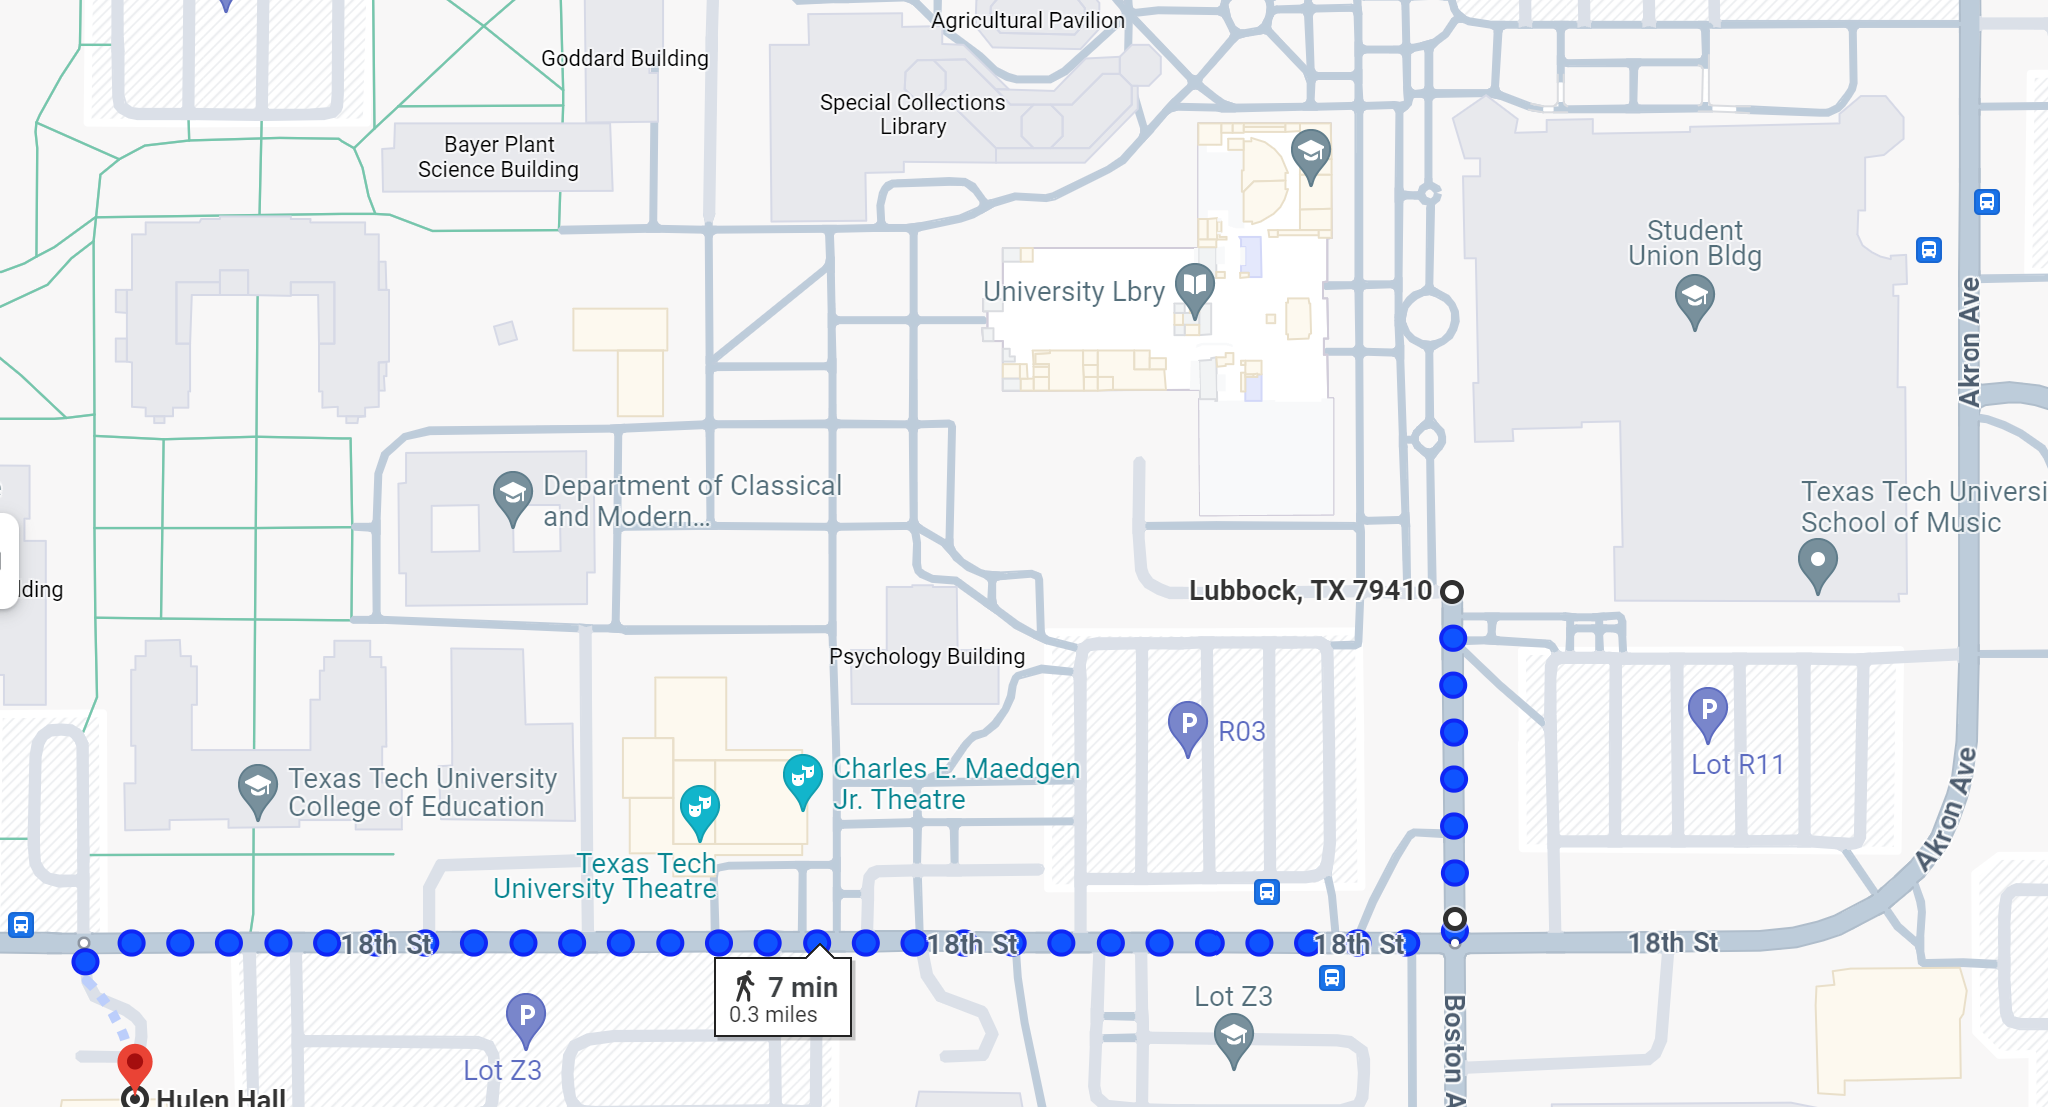 Agricultural Pavilion
Goddard Building
Special Collections
Library
Bayer Plant
Science Building
Student
Union Bldg
University Lbry
Akron Ave
Department of Classical
and Modern...
Texas Tech Universi
School of Music
lding
Lubbock, TX 79410
Psychology Building
P
R03
P
Lot R11
Texas Tech University
College of Education
Charles E. Maedgen
Jr. Theatre
Akron Ave
Texas Tech
University Theatre
18th St
18th St
18th St
18th St
7 min
0.3 miles
P
Lot Z3
Lot Z3
Boston A
Hulen Hall